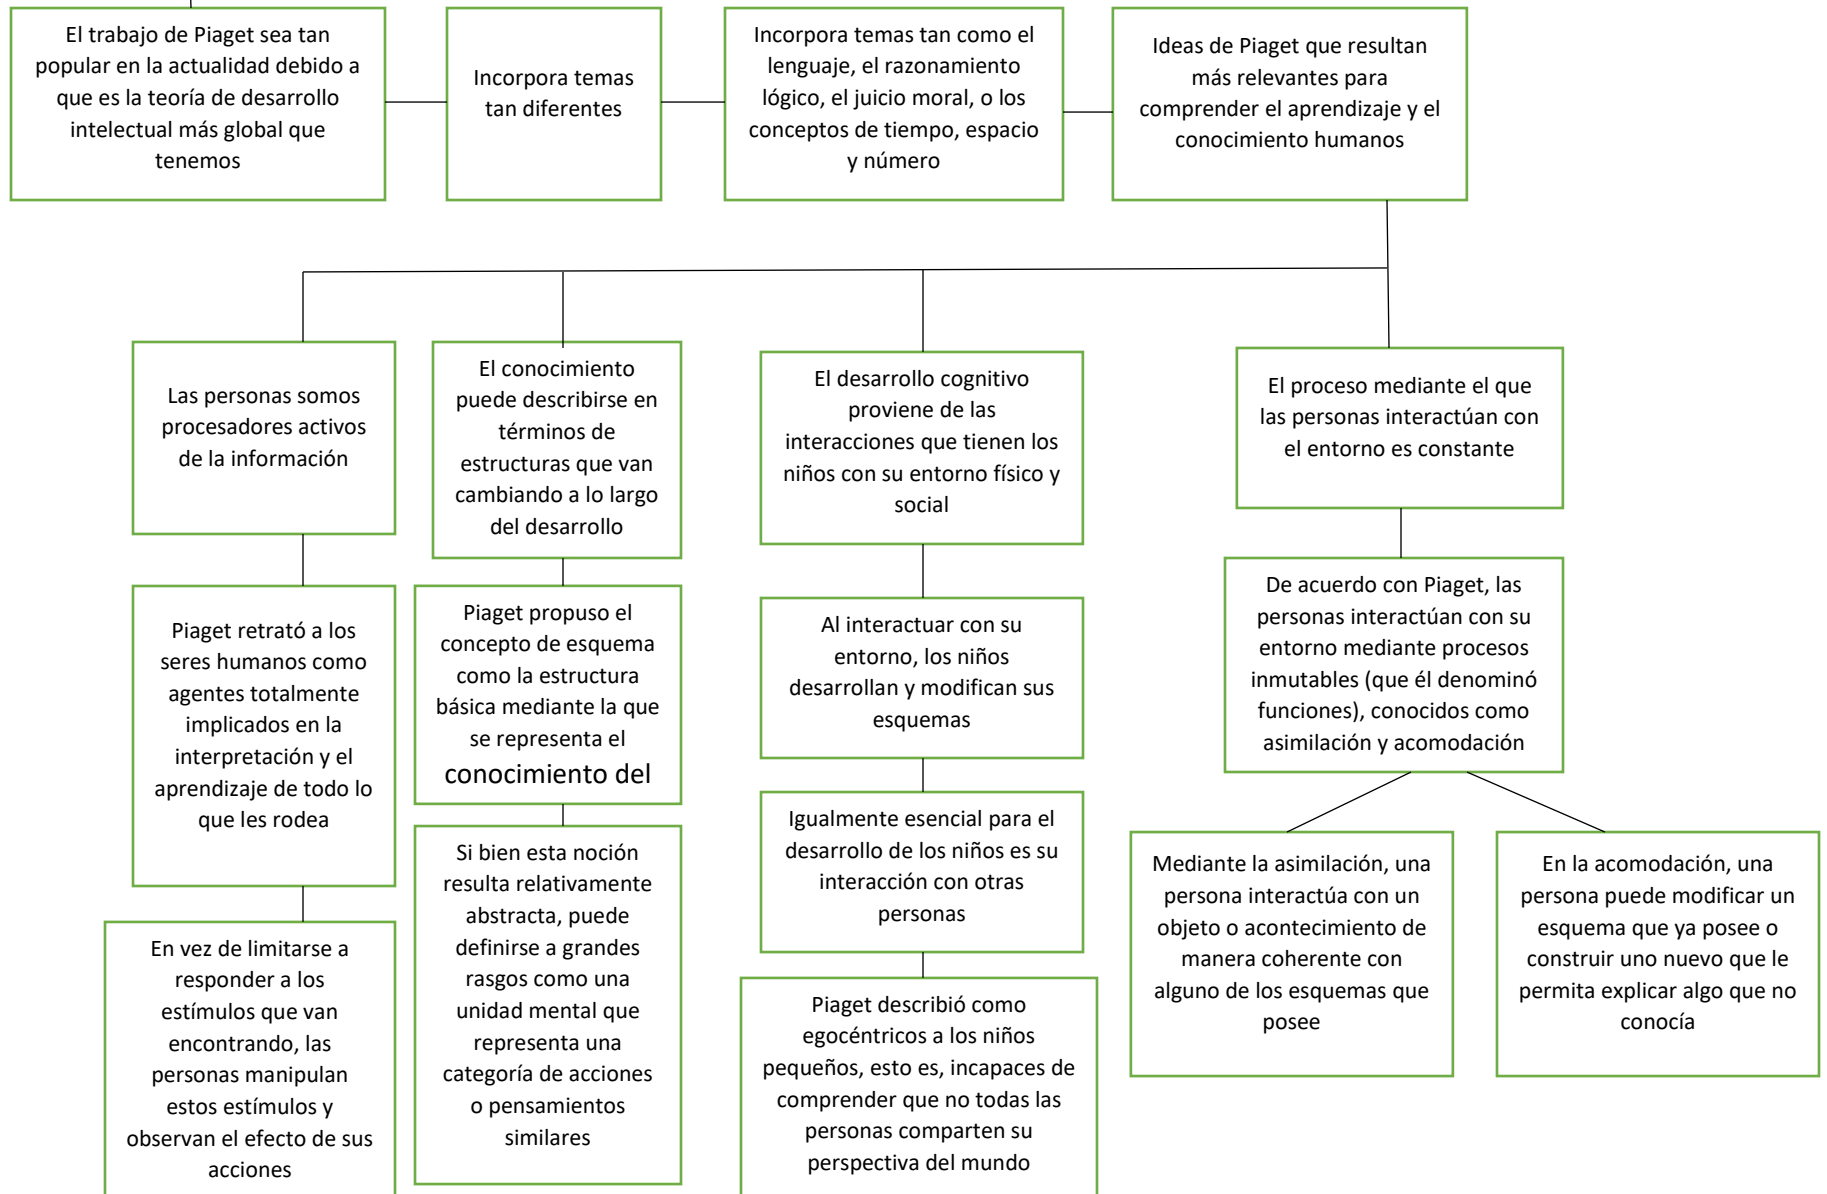 El trabajo de Piaget sea tan
popular en la actualidad debido a
que es la teoría de desarrollo
intelectual más global que
tenemos
Incorpora temas
tan diferentes
Incorpora temas tan como el
lenguaje, el razonamiento
lógico, el juicio moral, o los
conceptos de tiempo, espacio
y número
Ideas de Piaget que resultan
más relevantes para
comprender el aprendizaje y el
conocimiento humanos
Las personas somos
procesadores activos
de la información
El conocimiento
puede describirse en
términos de
estructuras que van
cambiando a lo largo
del desarrollo
El desarrollo cognitivo
proviene de las
interacciones que tienen los
niños con su entorno físico y
social
El proceso mediante el que
las personas interactúan con
el entorno es constante
Piaget retrató a los
seres humanos como
agentes totalmente
implicados en la
interpretación y el
aprendizaje de todo lo
que les rodea
Piaget propuso el
concepto de esquema
como la estructura
básica mediante la que
se representa el
conocimiento del
Al interactuar con su
entorno, los niños
desarrollan y modifican sus
esquemas
De acuerdo con Piaget, las
personas interactúan con su
entorno mediante procesos
inmutables (que él denominó
funciones), conocidos como
asimilación y acomodación
En vez de limitarse a
responder a los
estímulos que van
encontrando, las
personas manipulan
estos estímulos y
observan el efecto de sus
acciones
Si bien esta noción
resulta relativamente
abstracta, puede
definirse a grandes
rasgos como una
unidad mental que
representa una
categoría de acciones
o pensamientos
similares
Igualmente esencial para el
desarrollo de los niños es su
interacción con otras
personas
Piaget describió como
egocéntricos a los niños
pequeños, esto es, incapaces de
comprender que no todas las
personas comparten su
perspectiva del mundo
Mediante la asimilación, una
persona interactúa con un
objeto o acontecimiento de
manera coherente con
alguno de los esquemas que
posee
En la acomodación, una
persona puede modificar un
esquema que ya posee o
construir uno nuevo que le
permita explicar algo que no
conocía